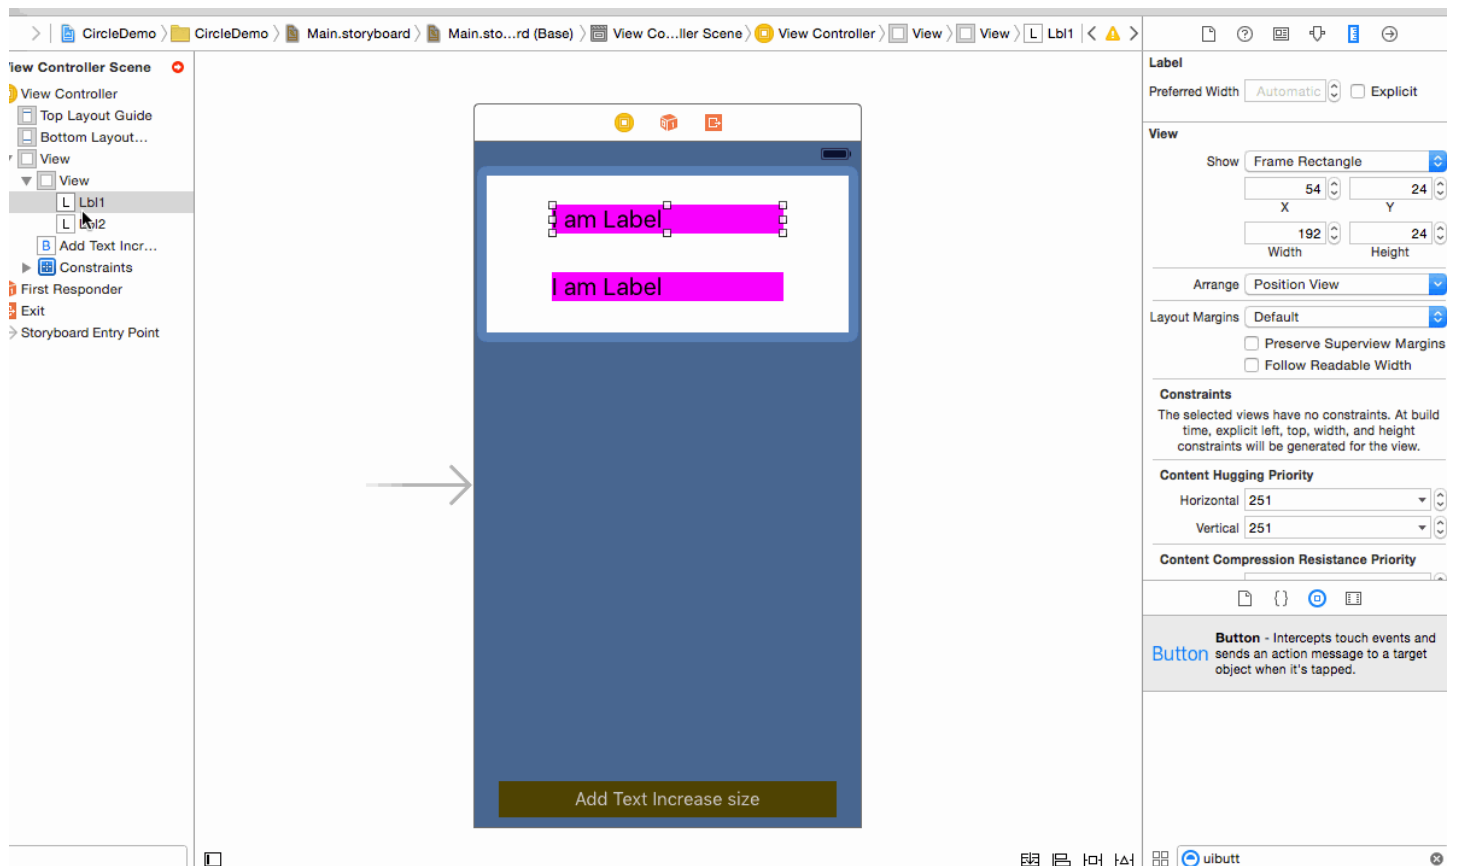 CircleDemo CircleDemo Main.storyboard Main.sto...rd (Base) View Co...ller Scene View Controller View View L Lbl1
iew Controller Scene
View Controller
Top Layout Guide
Bottom Layout...
View
View
L Lbl1
L Lbl2
B Add Text Incr...
Constraints
First Responder
Exit
Storyboard Entry Point
I am Label
I am Label
Add Text Increase size
Label
Preferred Width Automatic Explicit
View
Show Frame Rectangle
54 24
X Y
192 24
Width Height
Arrange Position View
Layout Margins Default
Preserve Superview Margins
Follow Readable Width
Constraints
The selected views have no constraints. At build
time, explicit left, top, width, and height
constraints will be generated for the view.
Content Hugging Priority
Horizontal 251
Vertical 251
Content Compression Resistance Priority
{ }
Button
Button - Intercepts touch events and
sends an action message to a target
object when it's tapped.
uibutt